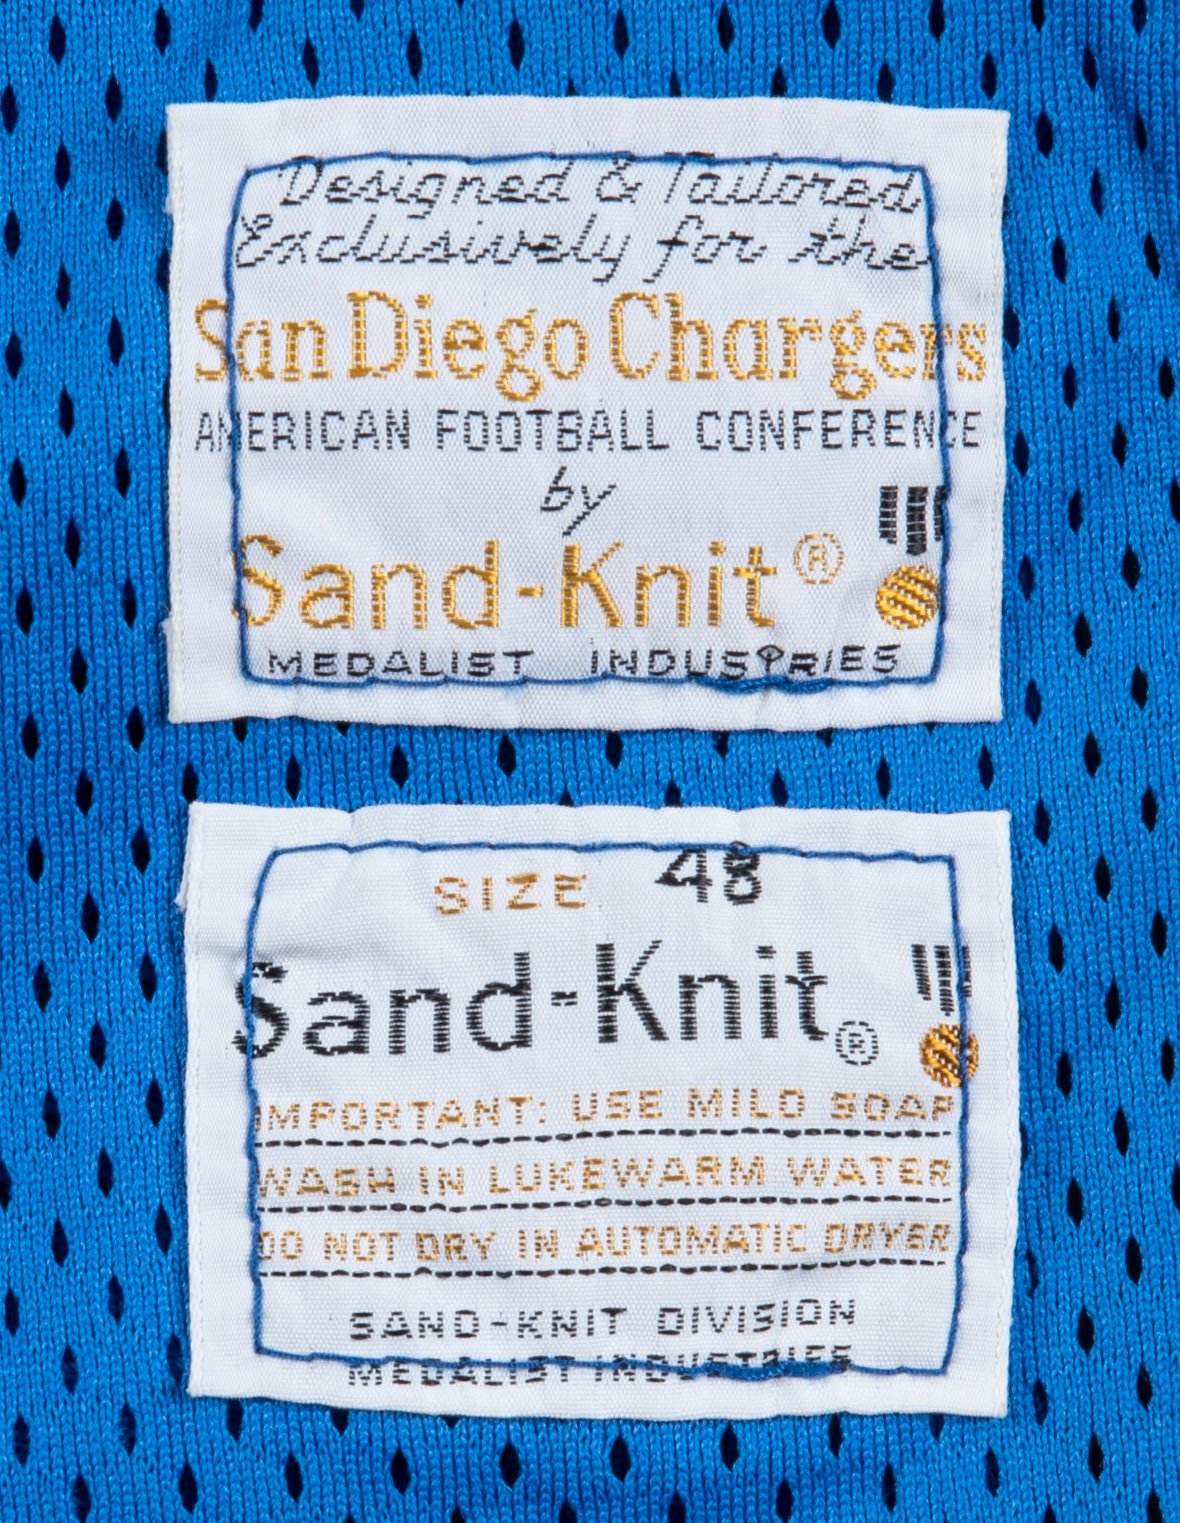 Designed & Tailored
Exclusively for the
San Diego Chargers
AMERICAN FOOTBALL CONFERENCE
by
Sand-Knit®
MEDALIST INDUSTRIES
SIZE 48
Sand-Knit®
IMPORTANT: USE MILD SOAP
WASH IN LUKEWARM WATER
DO NOT DRY IN AUTOMATIC DRYER
SAND-KNIT DIVISION
MEDALIST INDUSTRIES